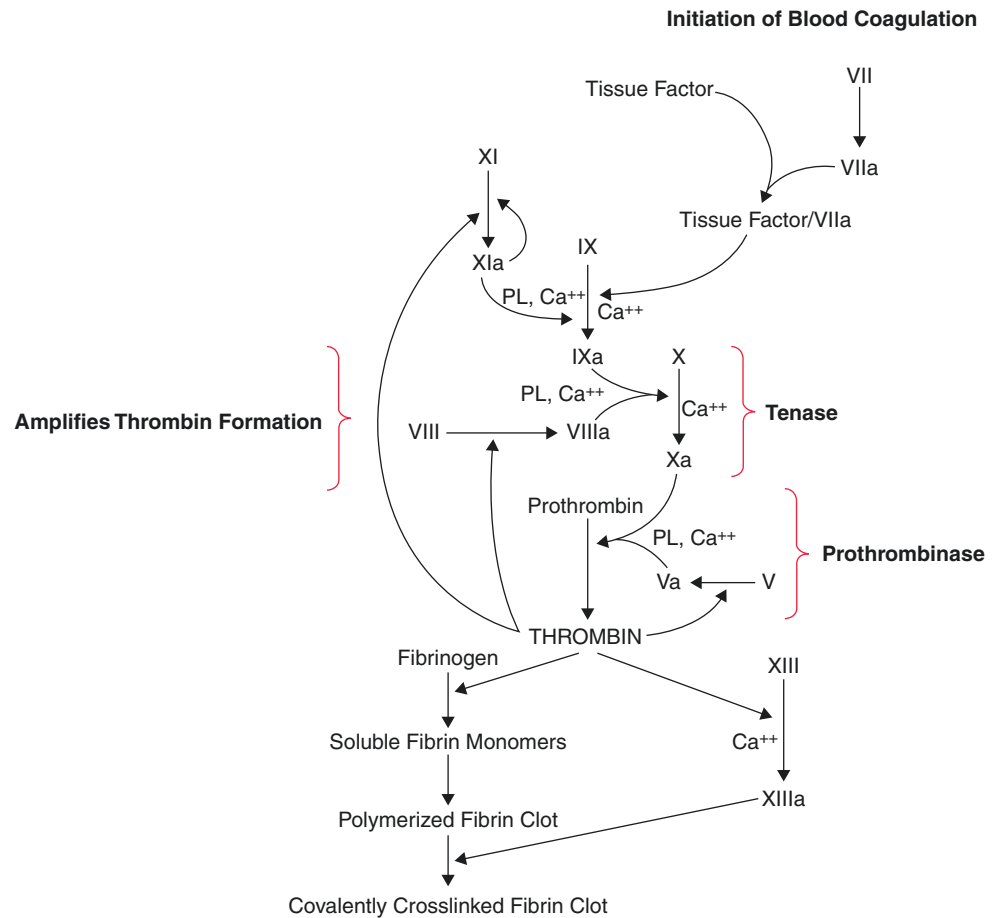 Initiation of Blood Coagulation
VII
Tissue Factor
XI
VIIa
Tissue Factor/VIIa
IX
XIa
PL, Ca++
Ca++
IXa
X
PL, Ca++
Ca++
Tenase
Amplifies Thrombin Formation
VIII
VIIIa
Xa
Prothrombin
PL, Ca++
Prothrombinase
Va
V
THROMBIN
Fibrinogen
XIII
Soluble Fibrin Monomers
Ca++
XIIIa
Polymerized Fibrin Clot
Covalently Crosslinked Fibrin Clot